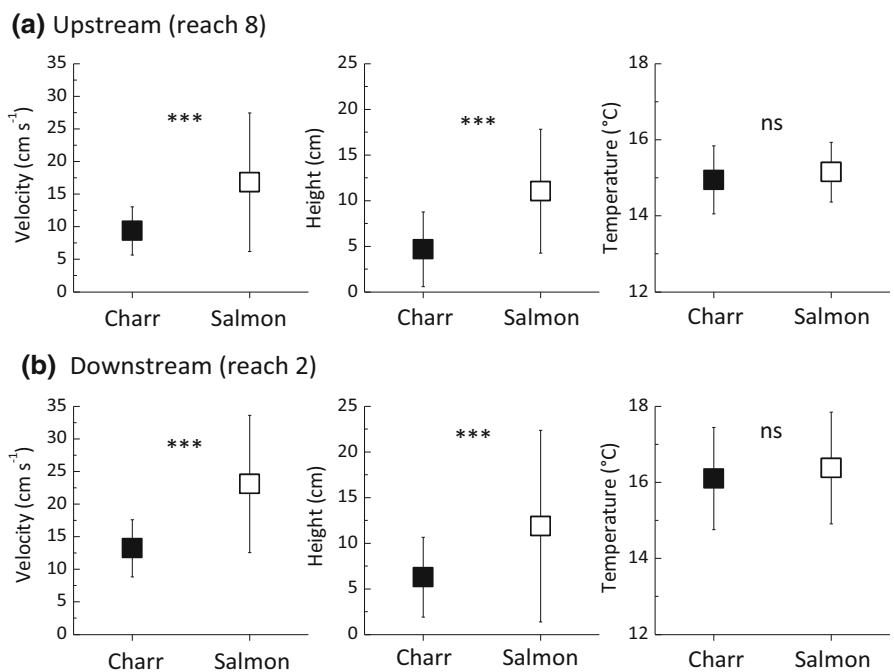 (a) Upstream (reach 8)
Velocity (cm s⁻¹)
35
30
25
20
15
10
5
0
***
Charr Salmon
Height (cm)
25
20
15
10
5
0
***
Charr Salmon
Temperature (°C)
18
16
14
12
ns
Charr Salmon
(b) Downstream (reach 2)
Velocity (cm s⁻¹)
35
30
25
20
15
10
5
0
***
Charr Salmon
Height (cm)
25
20
15
10
5
0
***
Charr Salmon
Temperature (°C)
18
16
14
12
ns
Charr Salmon